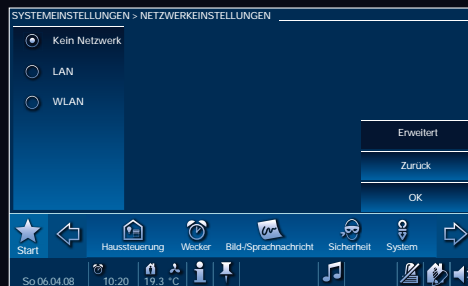 SYSTEMEINSTELLUNGEN > NETZWERKEINSTELLUNGEN
Kein Netzwerk
LAN
WLAN
Erweitert
Zurück
OK
Start
Haussteuerung
Wecker
Bild-/Sprachnachricht
Sicherheit
System
So 06.04.08
10:20
19.3 °C